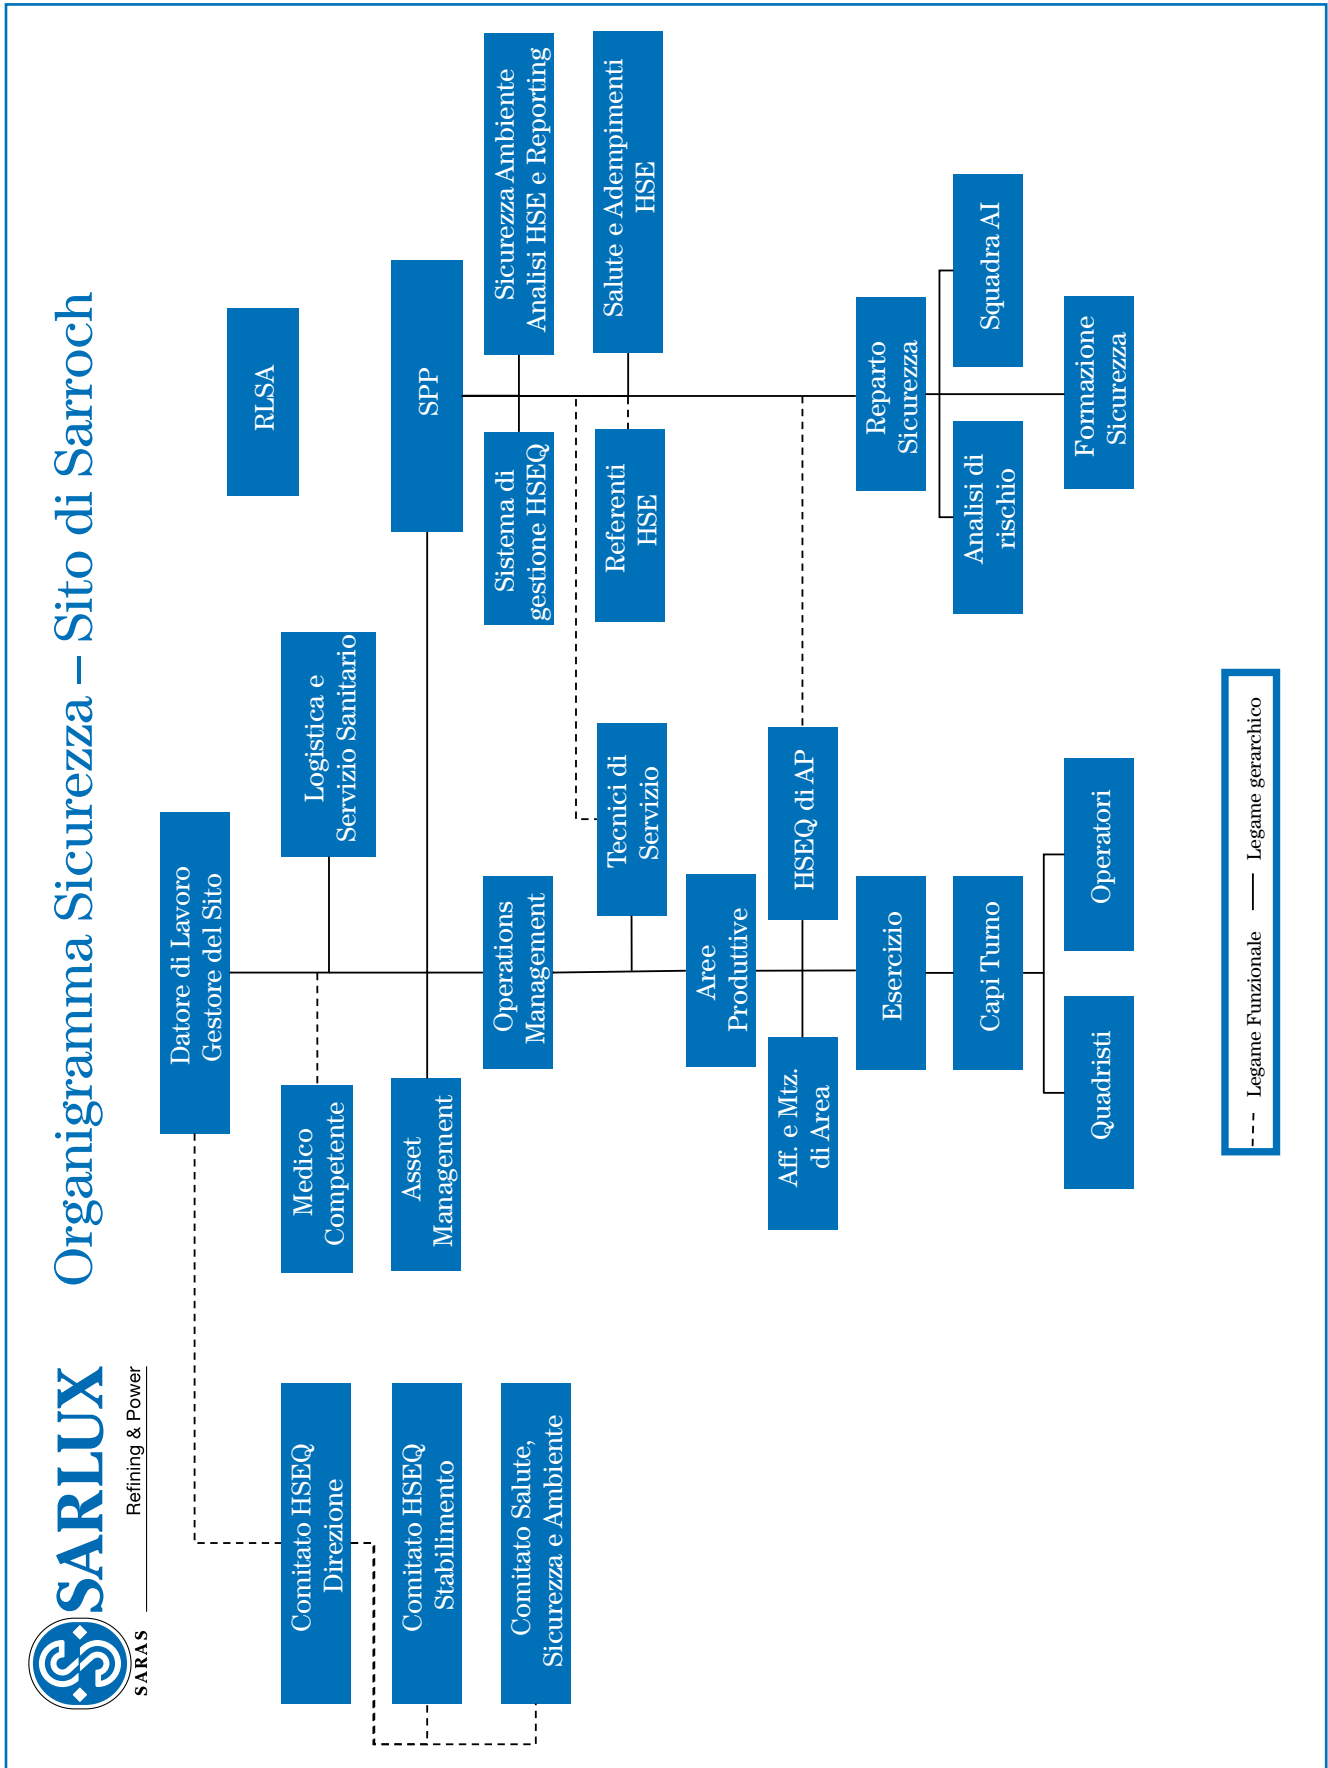 SARLUX
Refining & Power
SARAS
Organigramma Sicurezza – Sito di Sarroch
Datore di Lavoro
Gestore del Sito
RLSA
Comitato HSEQ
Direzione
Medico
Competente
Logistica e
Servizio Sanitario
Comitato HSEQ
Stabilimento
Asset
Management
SPP
Comitato Salute,
Sicurezza e Ambiente
Operations
Management
Sistema di
gestione HSEQ
Sicurezza Ambiente
Analisi HSE e Reporting
Tecnici di
Servizio
Referenti
HSE
Salute e Adempimenti
HSE
Aree
Produttive
Aff. e Mtz.
di Area
HSEQ di AP
Esercizio
Reparto
Sicurezza
Capi Turno
Analisi di
rischio
Squadra AI
Quadristi
Operatori
Formazione
Sicurezza
Legame Funzionale
Legame gerarchico